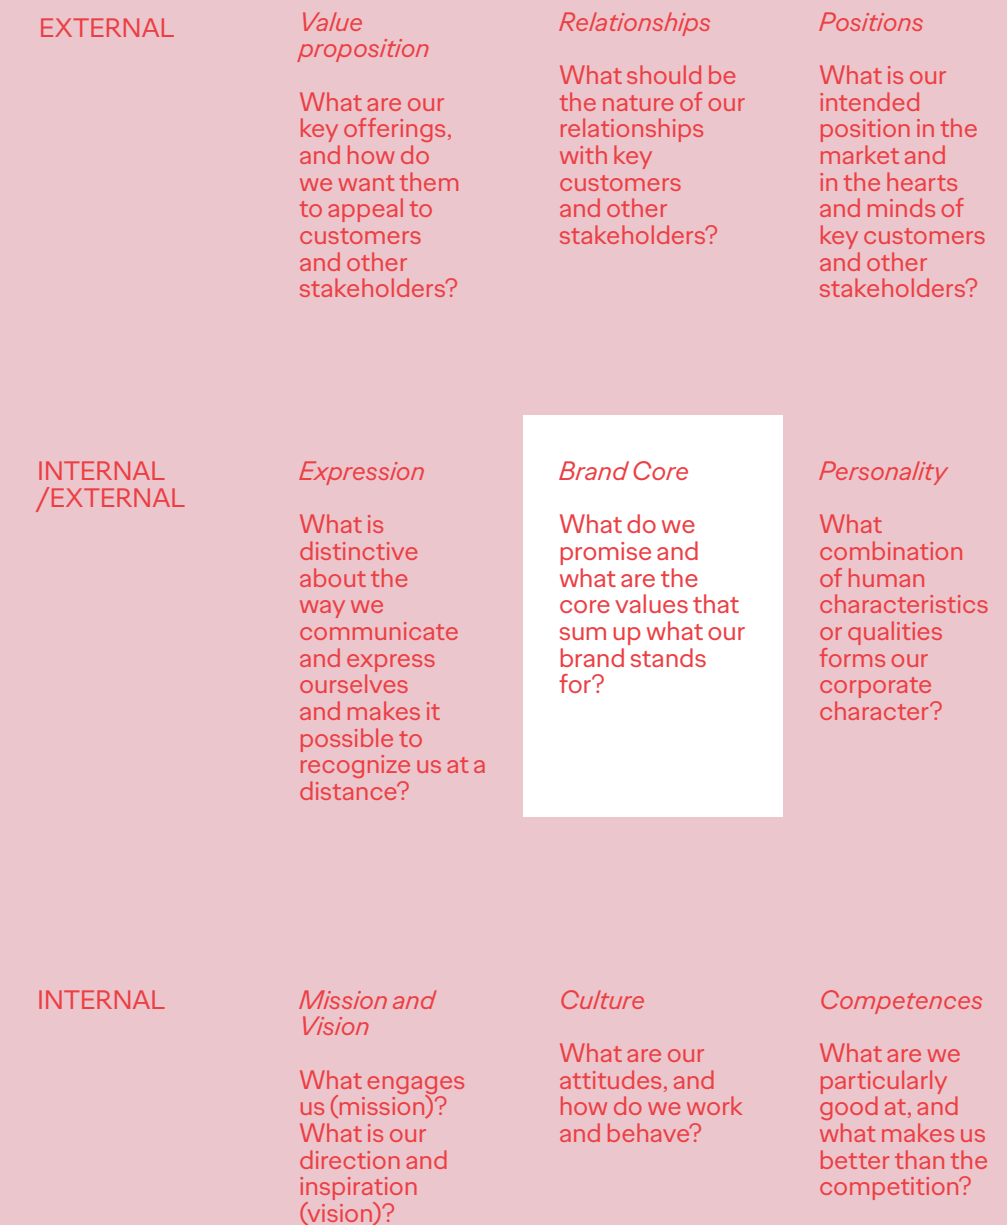 EXTERNAL
Value
proposition
What are our
key offerings,
and how do
we want them
to appeal to
customers
and other
stakeholders?
Relationships
What should be
the nature of our
relationships
with key
customers
and other
stakeholders?
Positions
What is our
intended
position in the
market and
in the hearts
and minds of
key customers
and other
stakeholders?
INTERNAL
/EXTERNAL
Expression
What is
distinctive
about the
way we
communicate
and express
ourselves
and makes it
possible to
recognize us at a
distance?
Brand Core
What do we
promise and
what are the
core values that
sum up what our
brand stands
for?
Personality
What
combination
of human
characteristics
or qualities
forms our
corporate
character?
INTERNAL
Mission and
Vision
What engages
us (mission)?
What is our
direction and
inspiration
(vision)?
Culture
What are our
attitudes, and
how do we work
and behave?
Competences
What are we
particularly
good at, and
what makes us
better than the
competition?